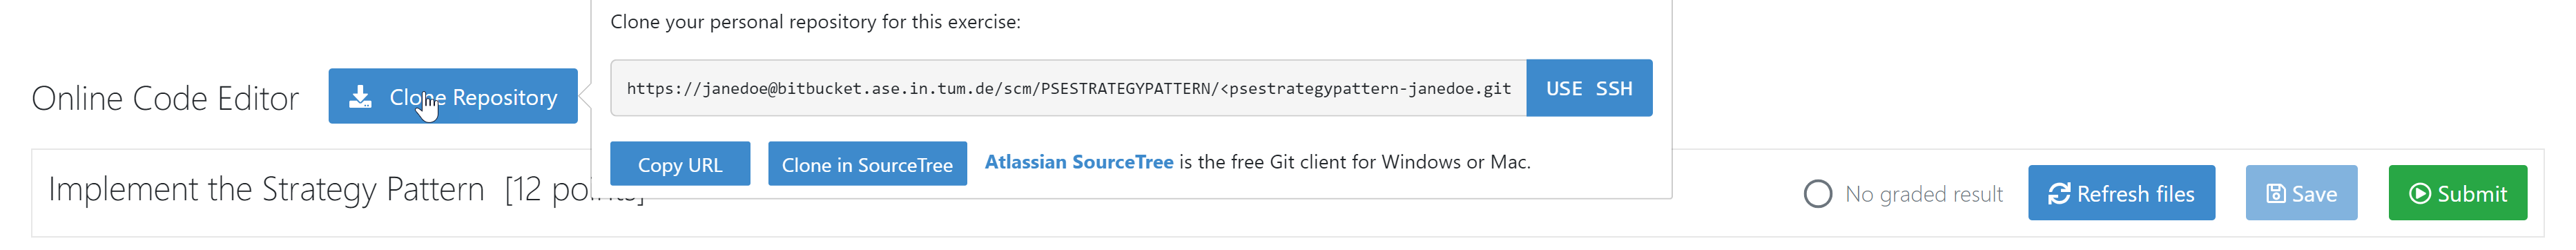 Clone your personal repository for this exercise:
Online Code Editor
Clone Repository
https://janedoe@bitbucket.ase.in.tum.de/scm/PSESTRATEGYPATTERN/<psestrategypattern-janedoe.git
USE SSH
Copy URL
Clone in SourceTree
Atlassian SourceTree is the free Git client for Windows or Mac.
Implement the Strategy Pattern [12
No graded result
Refresh files
Save
Submit